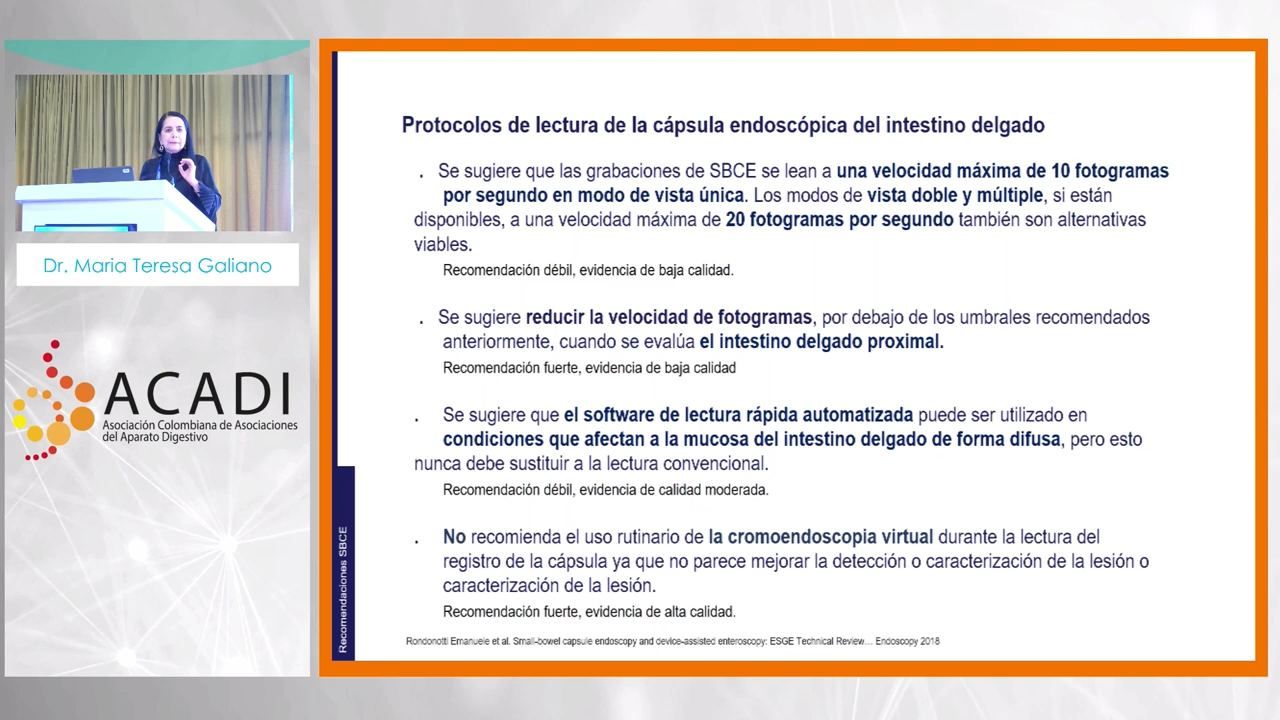 Dr. Maria Teresa Galiano
ACADI
Asociación Colombiana de Asociaciones
del Aparato Digestivo
Protocolos de lectura de la cápsula endoscópica del intestino delgado
. Se sugiere que las grabaciones de SBCE se lean a una velocidad máxima de 10 fotogramas
por segundo en modo de vista única. Los modos de vista doble y múltiple, si están
disponibles, a una velocidad máxima de 20 fotogramas por segundo también son alternativas
viables.
Recomendación débil, evidencia de baja calidad.
. Se sugiere reducir la velocidad de fotogramas, por debajo de los umbrales recomendados
anteriormente, cuando se evalúa el intestino delgado proximal.
Recomendación fuerte, evidencia de baja calidad
. Se sugiere que el software de lectura rápida automatizada puede ser utilizado en
condiciones que afectan a la mucosa del intestino delgado de forma difusa, pero esto
nunca debe sustituir a la lectura convencional.
Recomendación débil, evidencia de calidad moderada.
. No recomienda el uso rutinario de la cromoendoscopia virtual durante la lectura del
registro de la cápsula ya que no parece mejorar la detección o caracterización de la lesión o
caracterización de la lesión.
Recomendación fuerte, evidencia de alta calidad.
Rondonotti Emanuele et al. Small-bowel capsule endoscopy and device-assisted enteroscopy: ESGE Technical Review... Endoscopy 2018
Recomendaciones SBCE